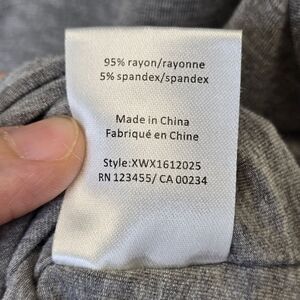 95% rayon/rayonne
5% spandex/spandex
Made in China
Fabriqué en Chine
Style:XWX1612025
RN 123455/ CA 00234